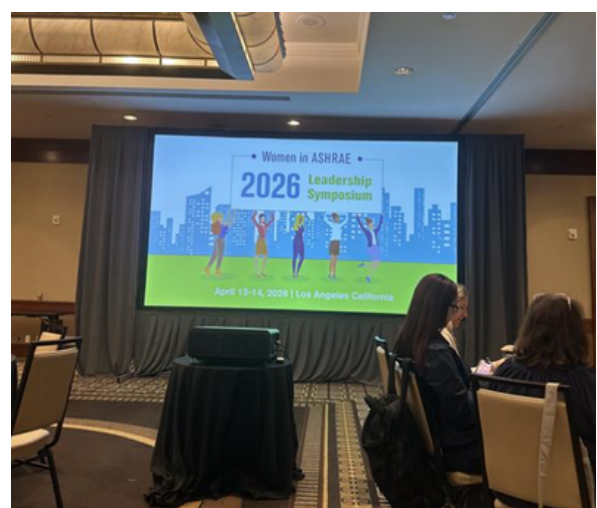 Women in ASHRAE
2026 Leadership
Symposium
April 13-14, 2026 | Los Angeles California